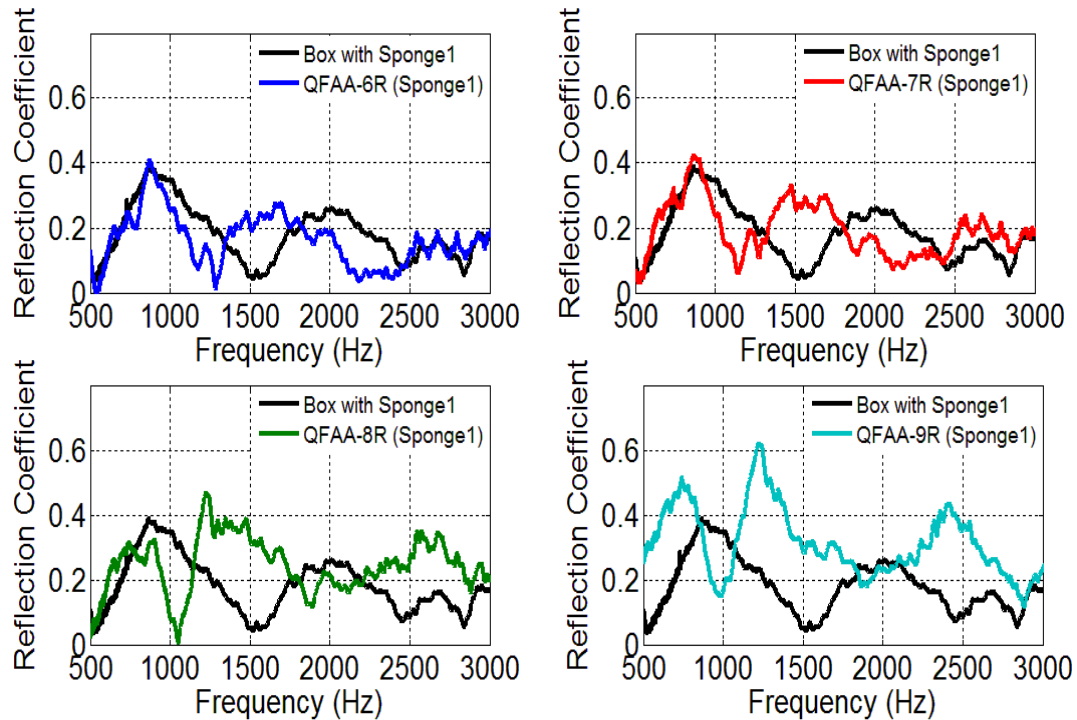 Reflection Coefficient
0.6
0.4
0.2
0
Box with Sponge1
QFAA-6R (Sponge1)
500 1000 1500 2000 2500 3000
Frequency (Hz)
Reflection Coefficient
0.6
0.4
0.2
0
Box with Sponge1
QFAA-7R (Sponge1)
500 1000 1500 2000 2500 3000
Frequency (Hz)
Reflection Coefficient
0.6
0.4
0.2
0
Box with Sponge1
QFAA-8R (Sponge1)
500 1000 1500 2000 2500 3000
Frequency (Hz)
Reflection Coefficient
0.6
0.4
0.2
0
Box with Sponge1
QFAA-9R (Sponge1)
500 1000 1500 2000 2500 3000
Frequency (Hz)